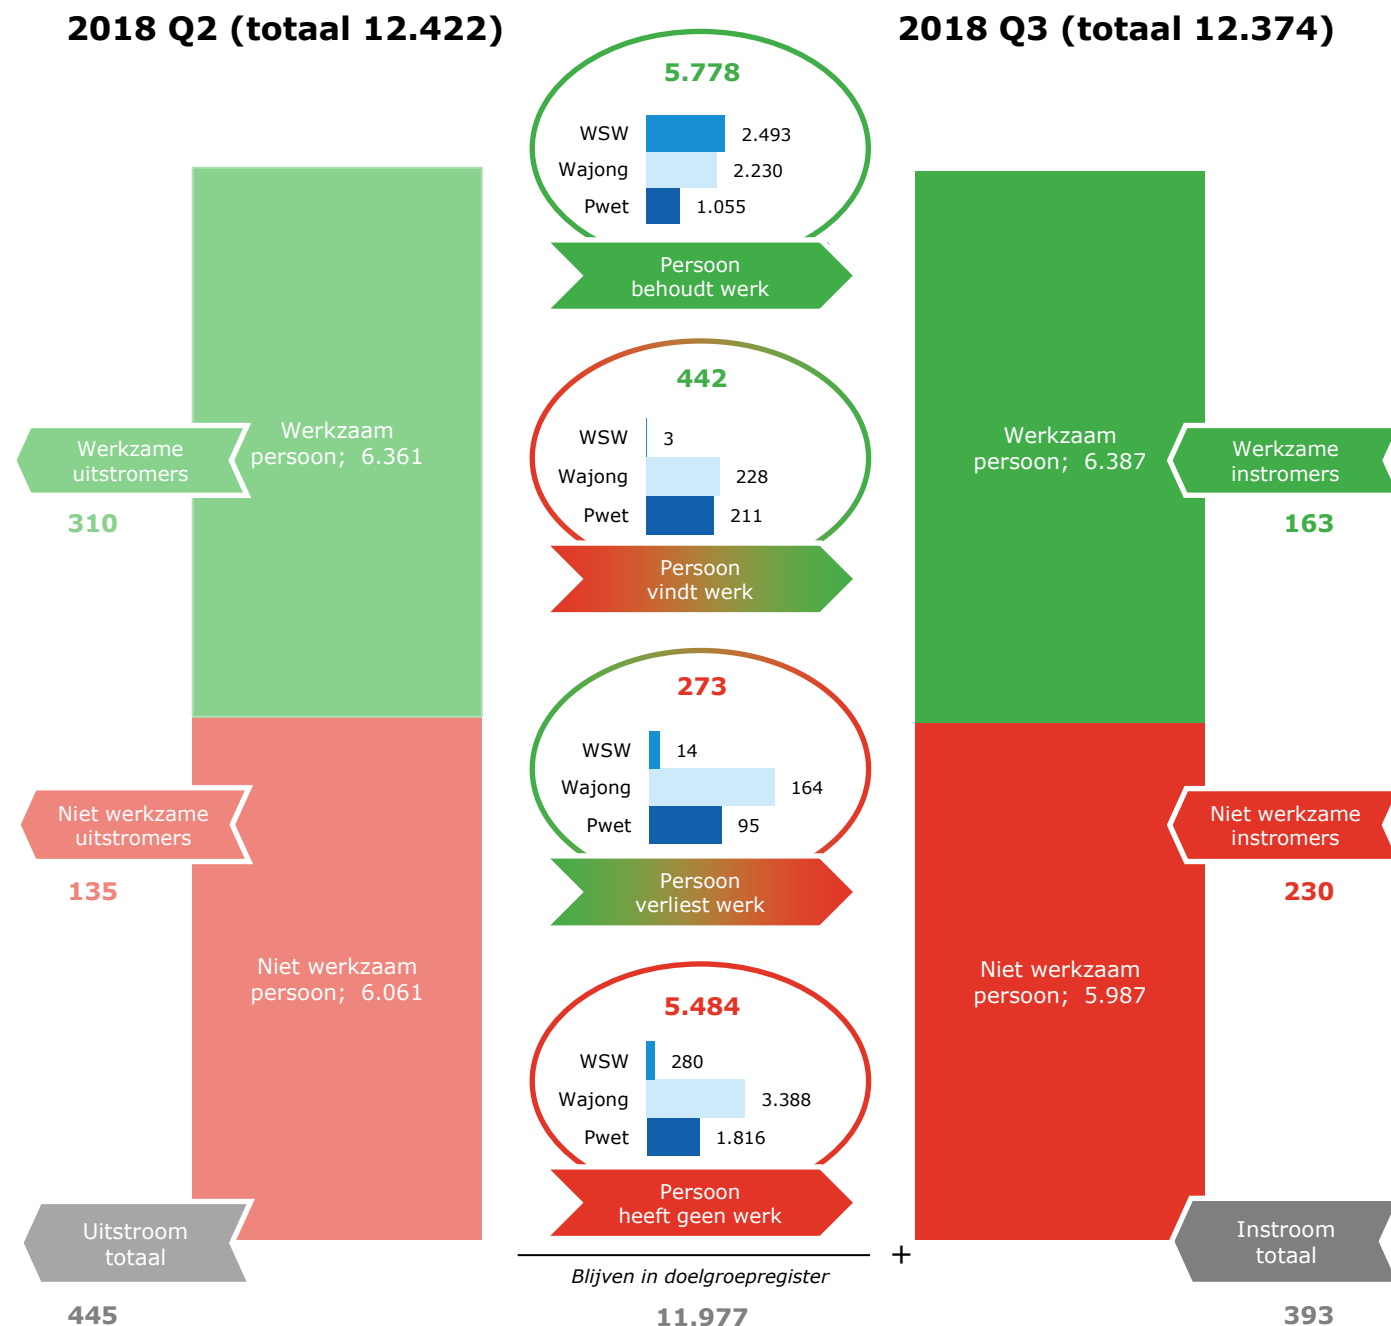 2018 Q2 (totaal 12.422)
2018 Q3 (totaal 12.374)
5.778
WSW 2.493
Wajong 2.230
Pwet 1.055
Persoon
behoudt werk
442
WSW 3
Wajong 228
Pwet 211
Persoon
vindt werk
273
WSW 14
Wajong 164
Pwet 95
Persoon
verliest werk
5.484
WSW 280
Wajong 3.388
Pwet 1.816
Persoon
heeft geen werk
Blijven in doelgroepregister
11.977
+
Werkzaam
persoon; 6.361
Werkzame
uitstromers
310
Niet werkzame
uitstromers
135
Niet werkzaam
persoon; 6.061
Uitstroom
totaal
445
Werkzaam
persoon; 6.387
Werkzame
instromers
163
Niet werkzame
instromers
230
Niet werkzaam
persoon; 5.987
Instroom
totaal
393